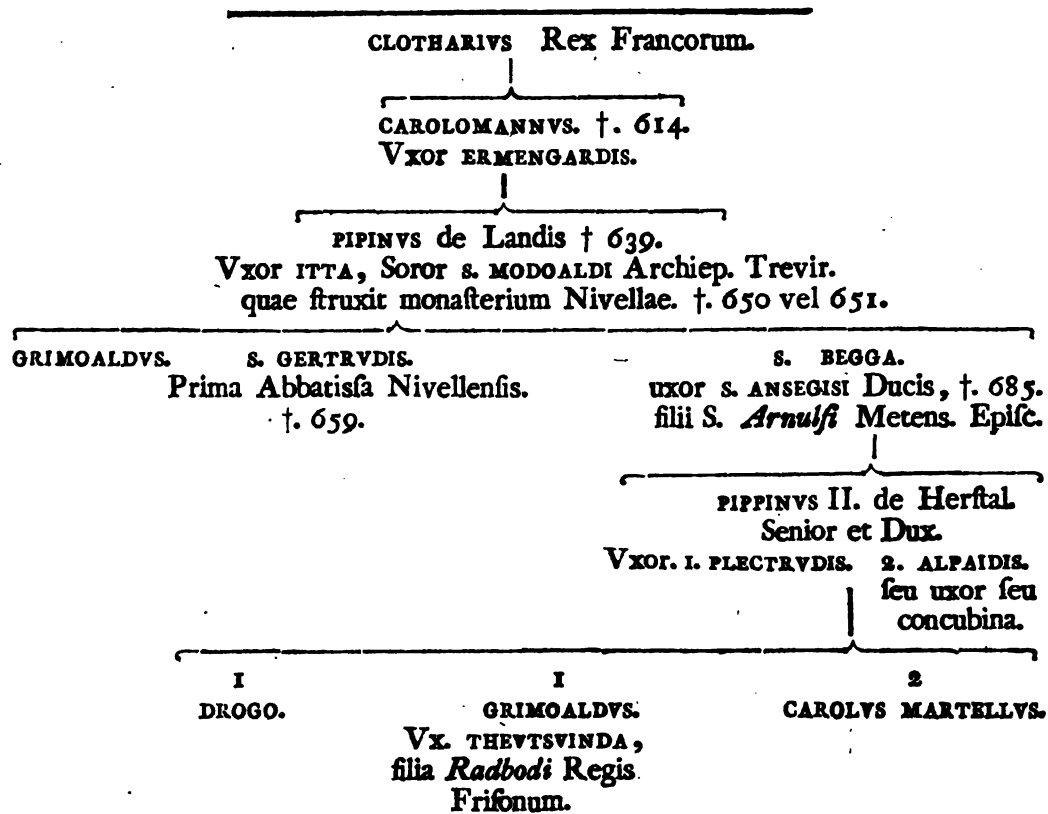 CLOTHARIVS Rex Francorum.
CAROLOMANNVS. †. 614.
Vxor ERMENGARDIS.
PIPINVS de Landis † 639.
Vxor ITTA, Soror S. MODOALDI Archiep. Trevir.
quae ſtruxit monaſterium Nivellae. †. 650 vel 651.
GRIMOALDVS. S. GERTRVDIS. S. BEGGA.
Prima Abbatiſſa Nivellenſis. uxor S. ANSEGISI Ducis, †. 685.
†. 659. filii S. Arnulfi Metens. Epiſc.
PIPPINVS II. de Herſtal.
Senior et Dux.
Vxor. 1. PLECTRVDIS. 2. ALPAIDIS.
ſeu uxor ſeu
concubina.
1 1 2
DROGO. GRIMOALDVS. CAROLVS MARTELLVS.
Vx. THEVTSVINDA,
filia Radbodi Regis
Friſonum.